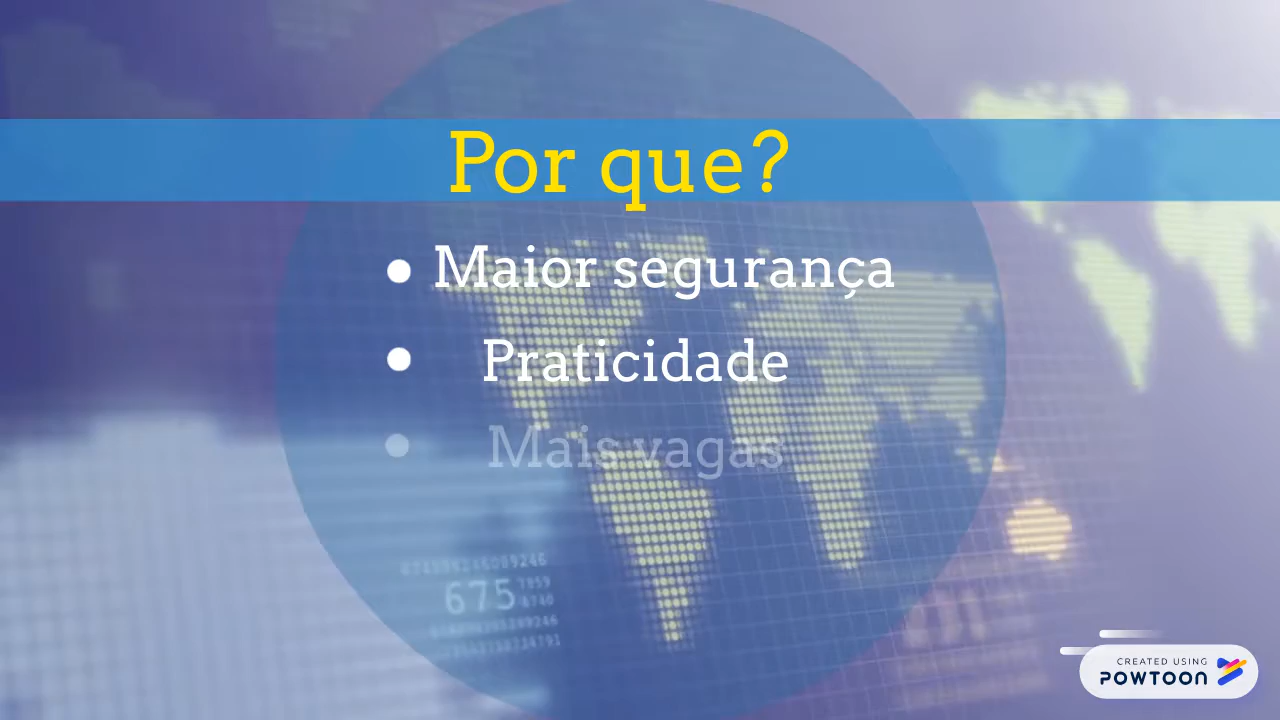 Por que?
Maior segurança
Praticidade
Mais vagas
675
CREATED USING
POWTOON